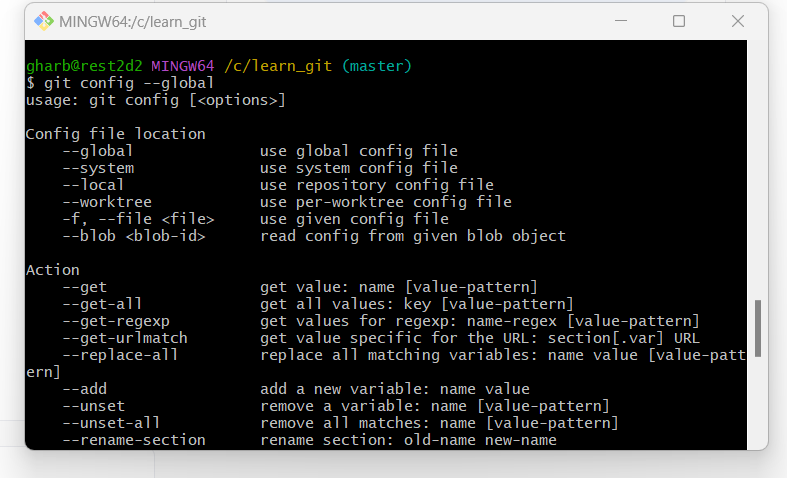 MINGW64:/c/learn_git
gharb@rest2d2 MINGW64 /c/learn_git (master)
$ git config --global
usage: git config [<options>]
Config file location
    --global              use global config file
    --system              use system config file
    --local               use repository config file
    --worktree            use per-worktree config file
    -f, --file <file>     use given config file
    --blob <blob-id>      read config from given blob object
Action
    --get                 get value: name [value-pattern]
    --get-all             get all values: key [value-pattern]
    --get-regexp          get values for regexp: name-regex [value-pattern]
    --get-urlmatch        get value specific for the URL: section[.var] URL
    --replace-all         replace all matching variables: name value [value-patt
ern]
    --add                 add a new variable: name value
    --unset               remove a variable: name [value-pattern]
    --unset-all           remove all matches: name [value-pattern]
    --rename-section      rename section: old-name new-name